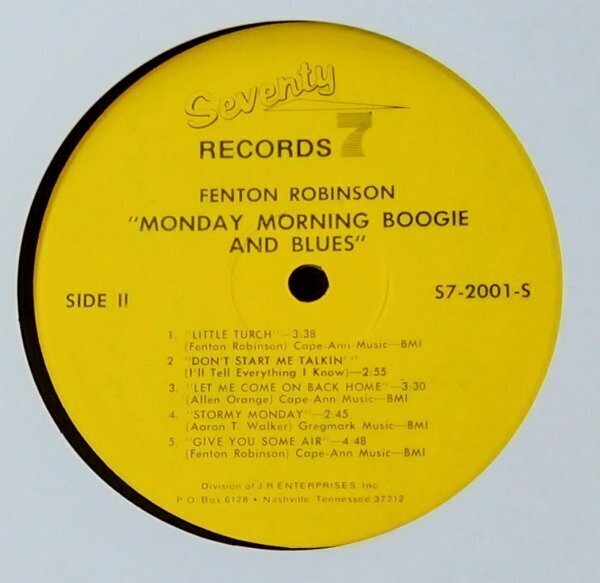 Seventy
RECORDS 7
FENTON ROBINSON
"MONDAY MORNING BOOGIE
AND BLUES"
SIDE II
S7-2001-S
1. "LITTLE TURCH"—3:38
(Fenton Robinson) Cape-Ann Music—BMI
2. "DON'T START ME TALKIN'"
(I'll Tell Everything I Know)—2:55
3. "LET ME COME ON BACK HOME"—3:30
(Allen Orange) Cape-Ann Music—BMI
4. "STORMY MONDAY"—2:45
(Aaron T. Walker) Gregmark Music—BMI
5. "GIVE YOU SOME AIR"—4:48
(Fenton Robinson) Cape-Ann Music—BMI
Division of J R ENTERPRISES Inc
P O Box 6128 • Nashville Tennessee 37212